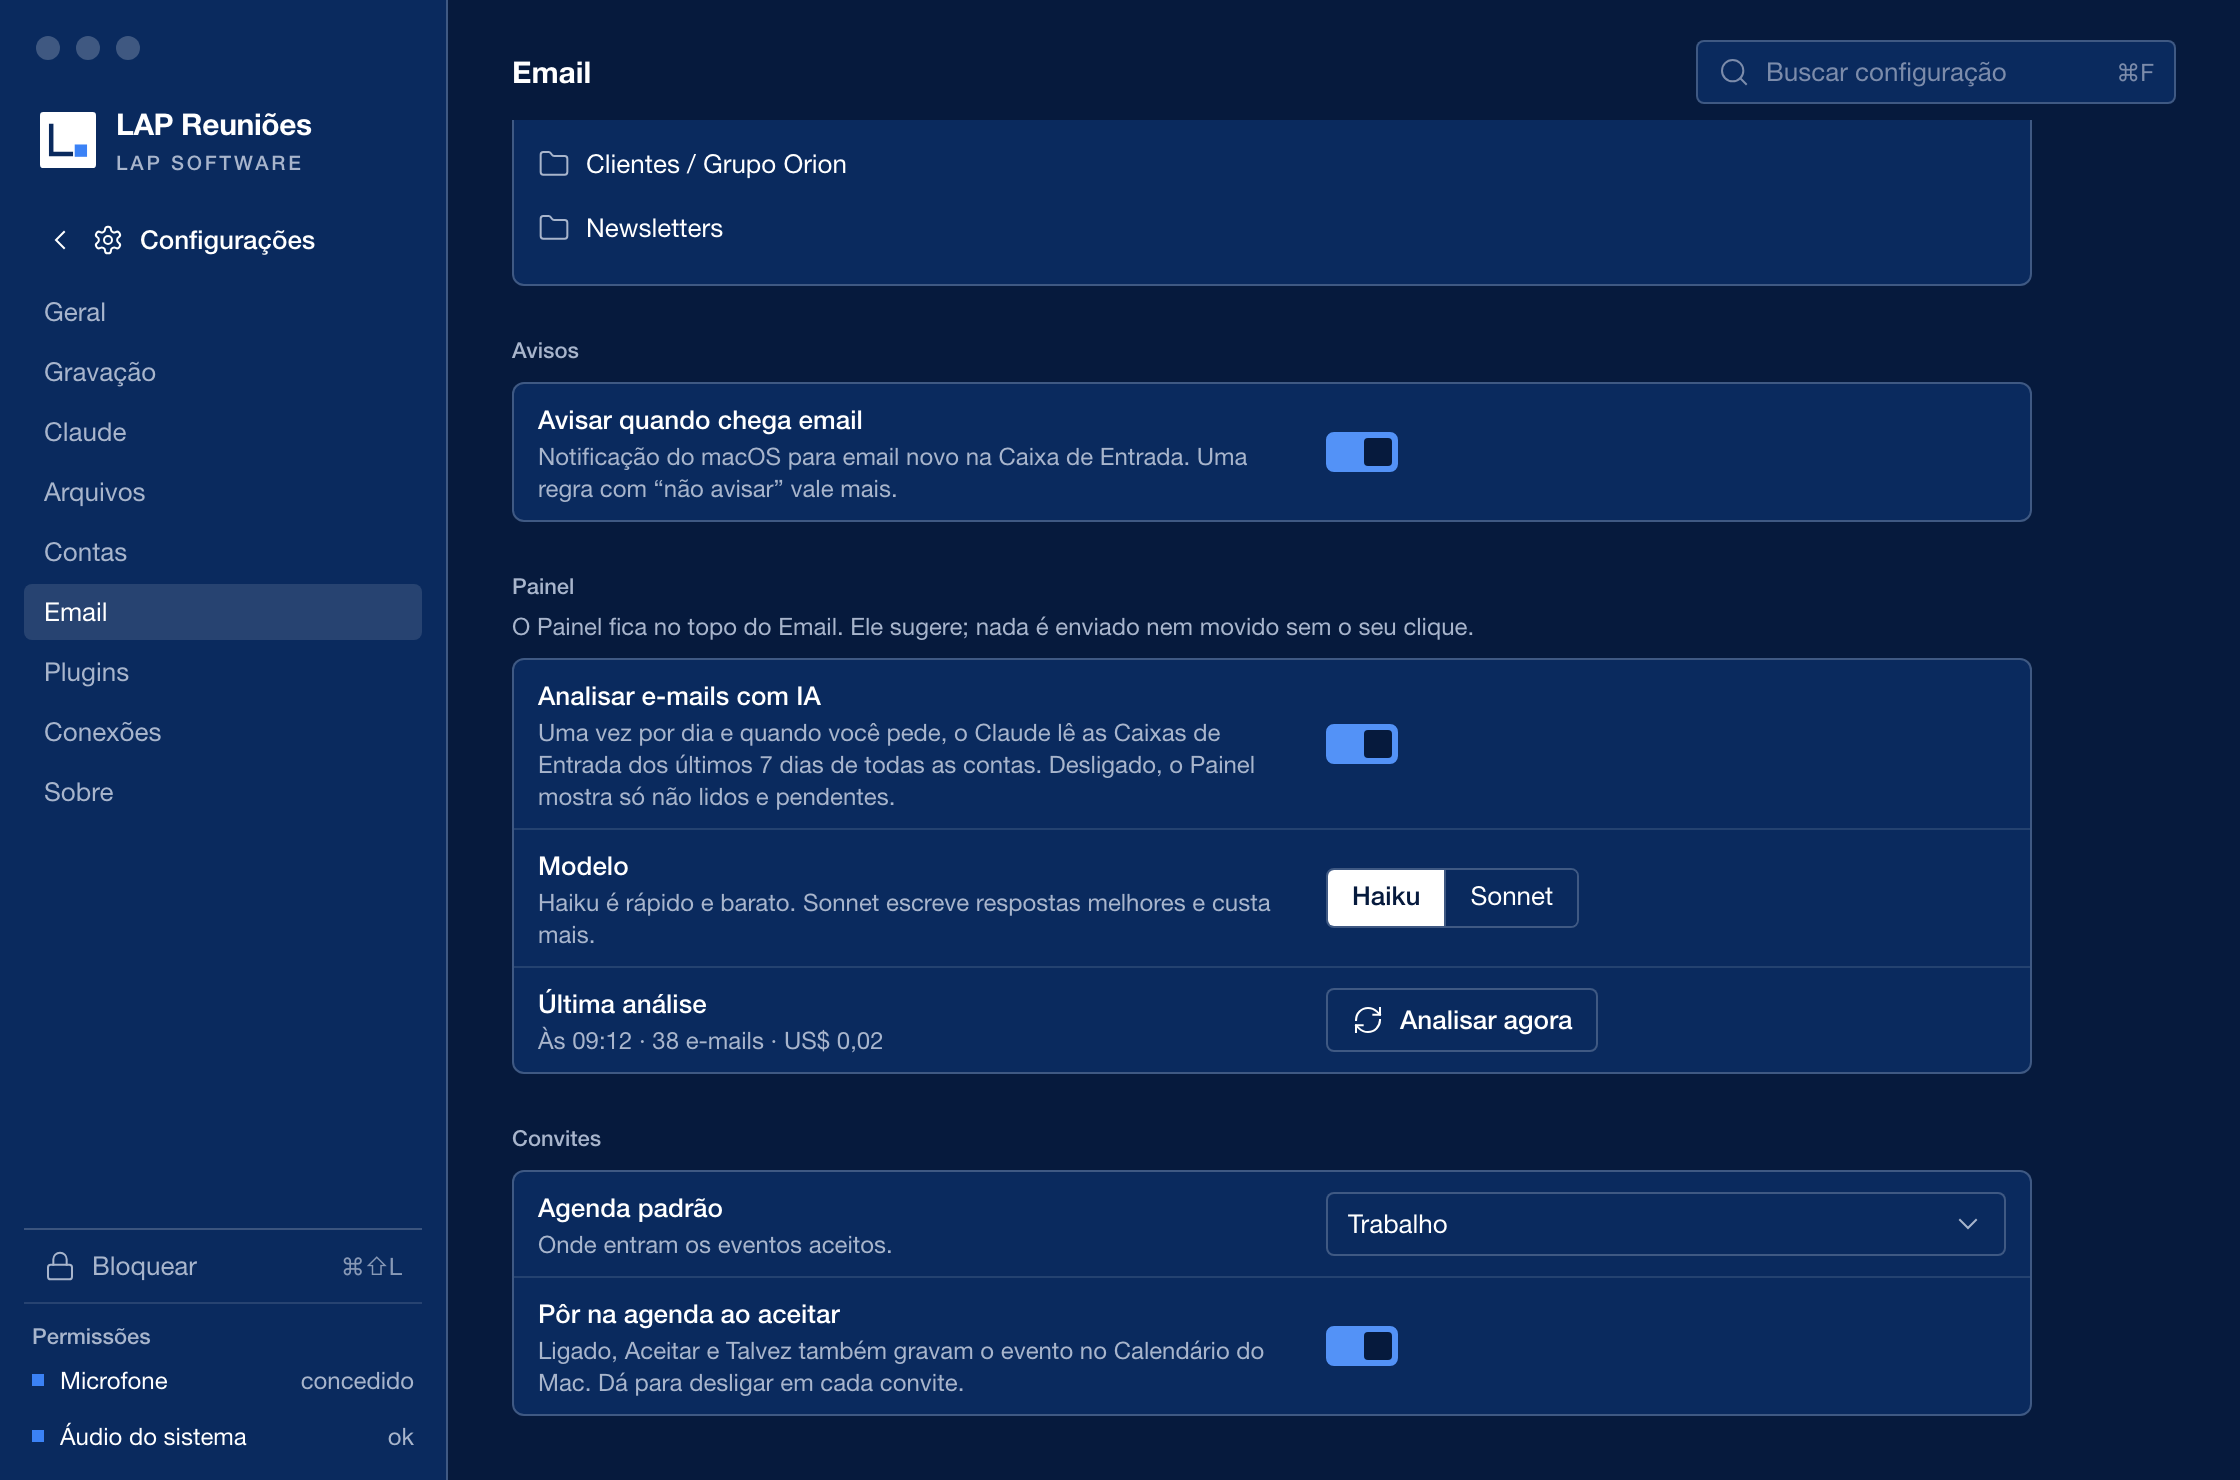 LAP Reuniões
LAP SOFTWARE
Configurações
Geral
Gravação
Claude
Arquivos
Contas
Email
Plugins
Conexões
Sobre
Bloquear ⌘⇧L
Permissões
Microfone concedido
Áudio do sistema ok
Email
Buscar configuração ⌘F
Clientes / Grupo Orion
Newsletters
Avisos
Avisar quando chega email
Notificação do macOS para email novo na Caixa de Entrada. Uma
regra com “não avisar” vale mais.
Painel
O Painel fica no topo do Email. Ele sugere; nada é enviado nem movido sem o seu clique.
Analisar e-mails com IA
Uma vez por dia e quando você pede, o Claude lê as Caixas de
Entrada dos últimos 7 dias de todas as contas. Desligado, o Painel
mostra só não lidos e pendentes.
Modelo
Haiku é rápido e barato. Sonnet escreve respostas melhores e custa
mais.
Haiku Sonnet
Última análise
Às 09:12 · 38 e-mails · US$ 0,02
Analisar agora
Convites
Agenda padrão
Onde entram os eventos aceitos.
Trabalho
Pôr na agenda ao aceitar
Ligado, Aceitar e Talvez também gravam o evento no Calendário do
Mac. Dá para desligar em cada convite.